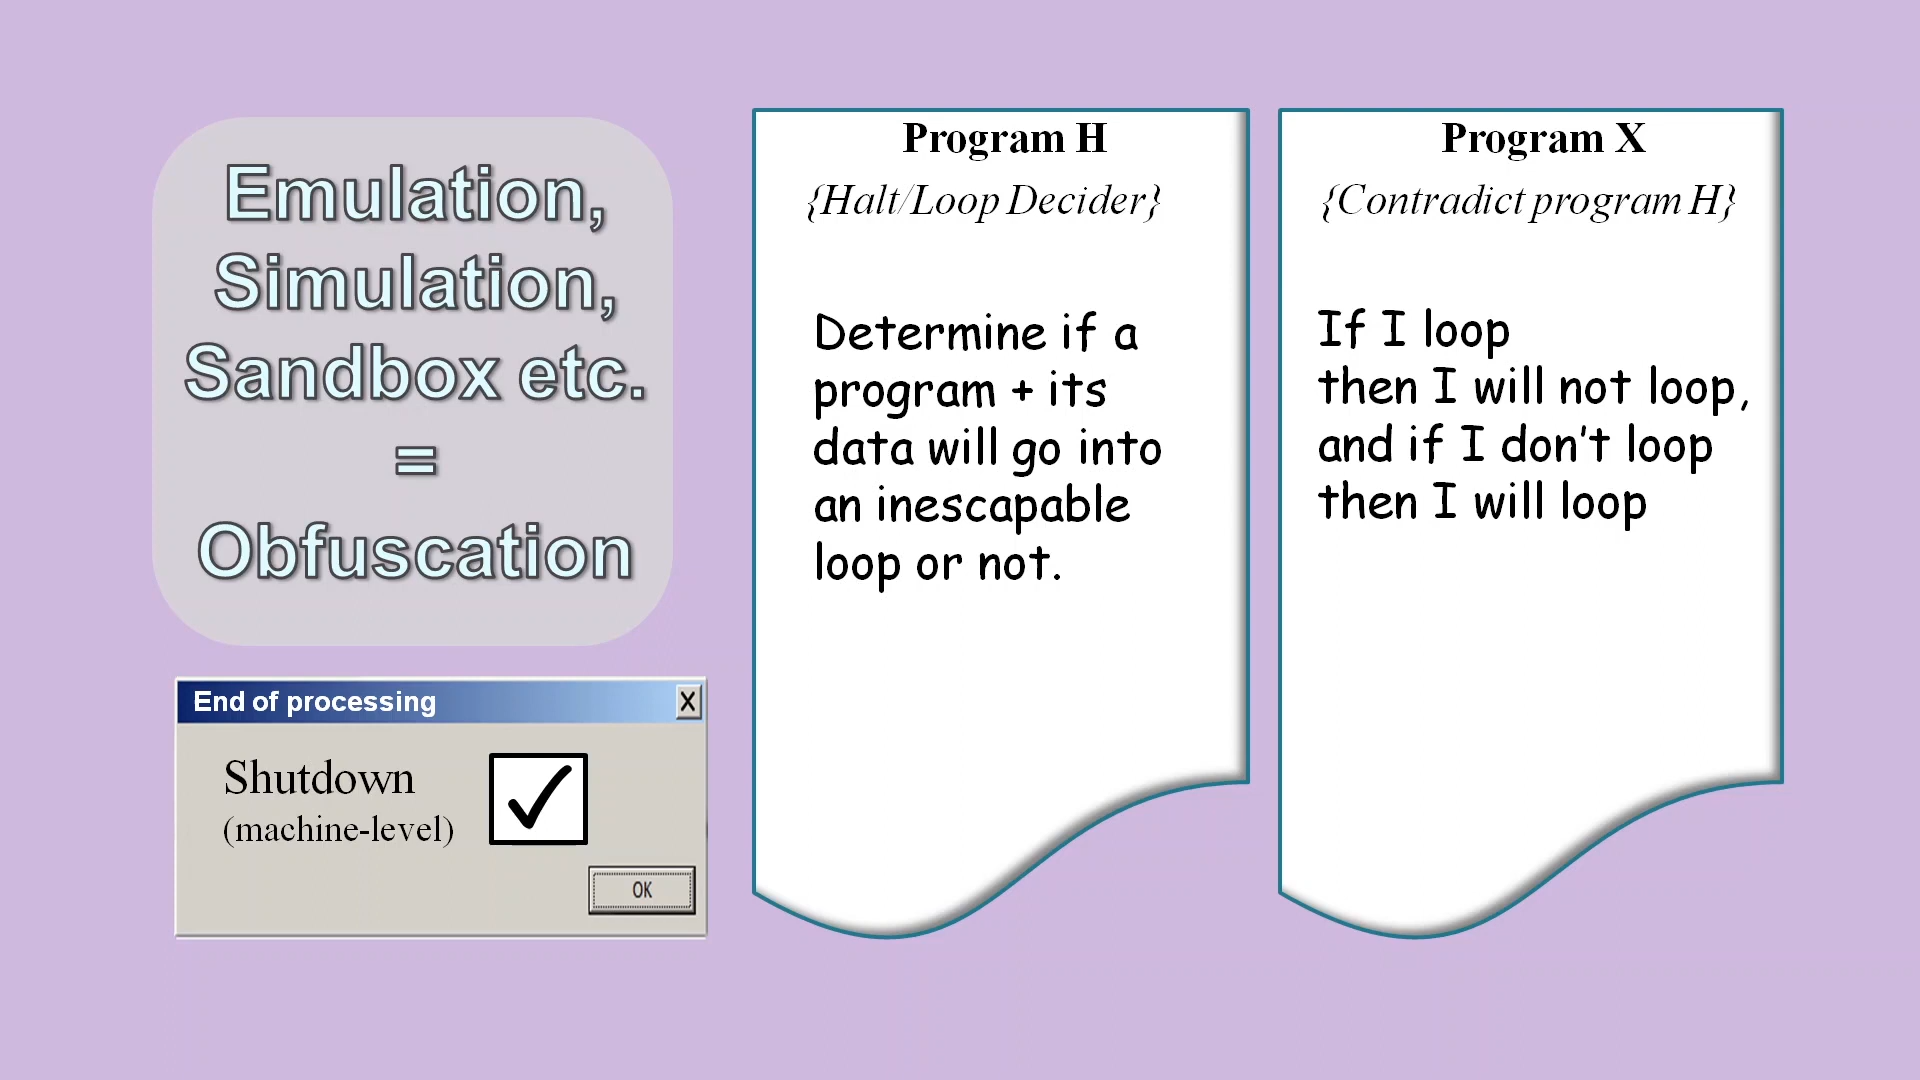 Emulation,
Simulation,
Sandbox etc.
=
Obfuscation
End of processing
X
Shutdown
(machine-level)
OK
Program H
{Halt/Loop Decider}
Determine if a
program + its
data will go into
an inescapable
loop or not.
Program X
{Contradict program H}
If I loop
then I will not loop,
and if I don't loop
then I will loop